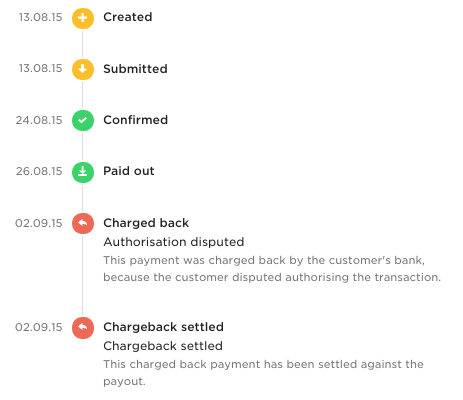 13.08.15 Created
13.08.15 Submitted
24.08.15 Confirmed
26.08.15 Paid out
02.09.15 Charged back
Authorisation disputed
This payment was charged back by the customer's bank,
because the customer disputed authorising the transaction.
02.09.15 Chargeback settled
Chargeback settled
This charged back payment has been settled against the
payout.